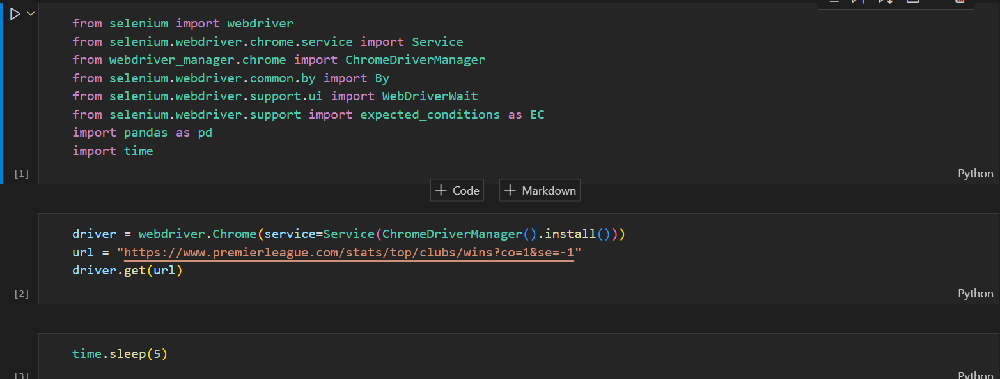 from selenium import webdriver
from selenium.webdriver.chrome.service import Service
from webdriver_manager.chrome import ChromeDriverManager
from selenium.webdriver.common.by import By
from selenium.webdriver.support.ui import WebDriverWait
from selenium.webdriver.support import expected_conditions as EC
import pandas as pd
import time
[1]
Python
+ Code
+ Markdown
driver = webdriver.Chrome(service=Service(ChromeDriverManager().install()))
url = "https://www.premierleague.com/stats/top/clubs/wins?co=1&se=-1"
driver.get(url)
[2]
Python
time.sleep(5)
[3]
Python